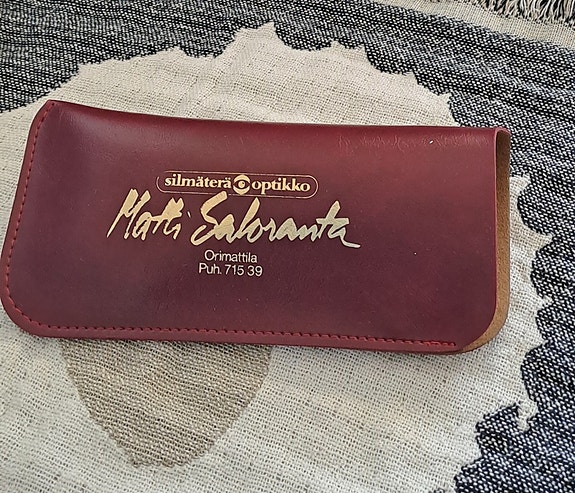 silmäterä optikko
Matti Saloranta
Orimattila
Puh. 715 39